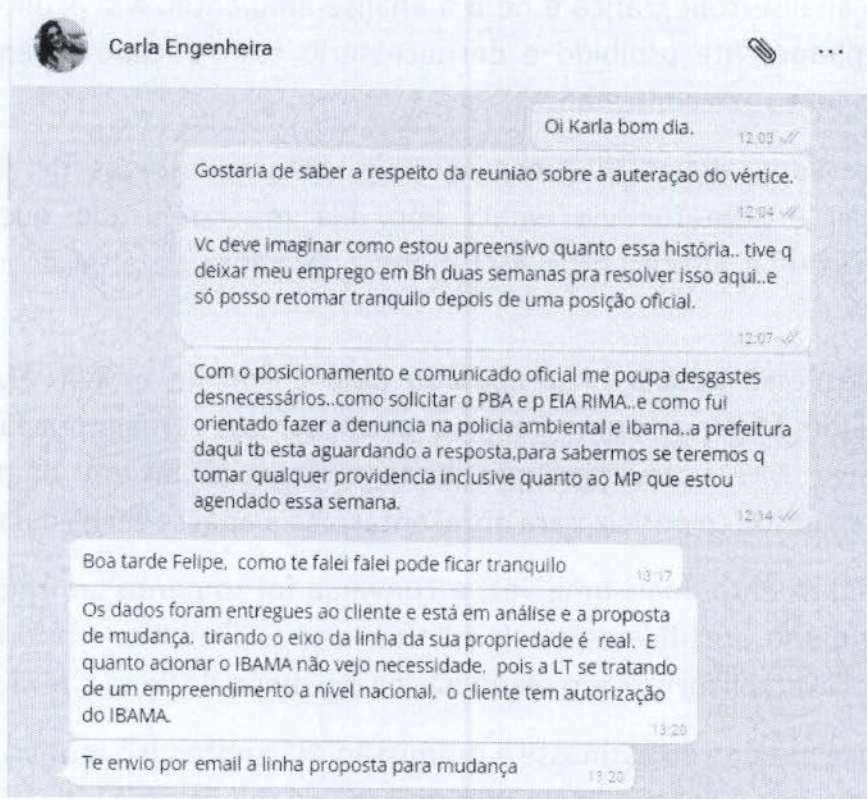 Carla Engenheira
Oi Karla bom dia.
12:03
Gostaria de saber a respeito da reuniao sobre a auteraçao do vértice.
12:04
Vc deve imaginar como estou apreensivo quanto essa história.. tive q
deixar meu emprego em Bh duas semanas pra resolver isso aqui..e
só posso retomar tranquilo depois de uma posição oficial.
12:07
Com o posicionamento e comunicado oficial me poupa desgastes
desnecessários..como solicitar o PBA e p EIA RIMA..e como fui
orientado fazer a denuncia na policia ambiental e ibama..a prefeitura
daqui tb esta aguardando a resposta,para sabermos se teremos q
tomar qualquer providencia inclusive quanto ao MP que estou
agendado essa semana.
12:14
Boa tarde Felipe, como te falei falei pode ficar tranquilo
13:17
Os dados foram entregues ao cliente e está em análise e a proposta
de mudança, tirando o eixo da linha da sua propriedade é real. E
quanto acionar o IBAMA não vejo necessidade, pois a LT se tratando
de um empreendimento a nível nacional, o cliente tem autorização
do IBAMA.
13:20
Te envio por email a linha proposta para mudança
13:20